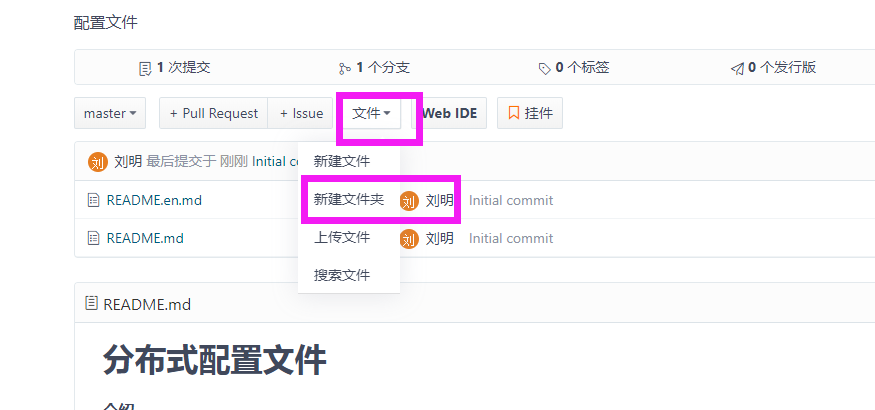 配置文件
1 次提交 1 个分支 0 个标签 0 个发行版
master + Pull Request + Issue 文件 Web IDE 挂件
刘 刘明 最后提交于 刚刚 Initial co
新建文件
README.en.md 新建文件夹 刘 刘明 Initial commit
README.md 上传文件 刘 刘明 Initial commit
搜索文件
README.md
分布式配置文件
介绍